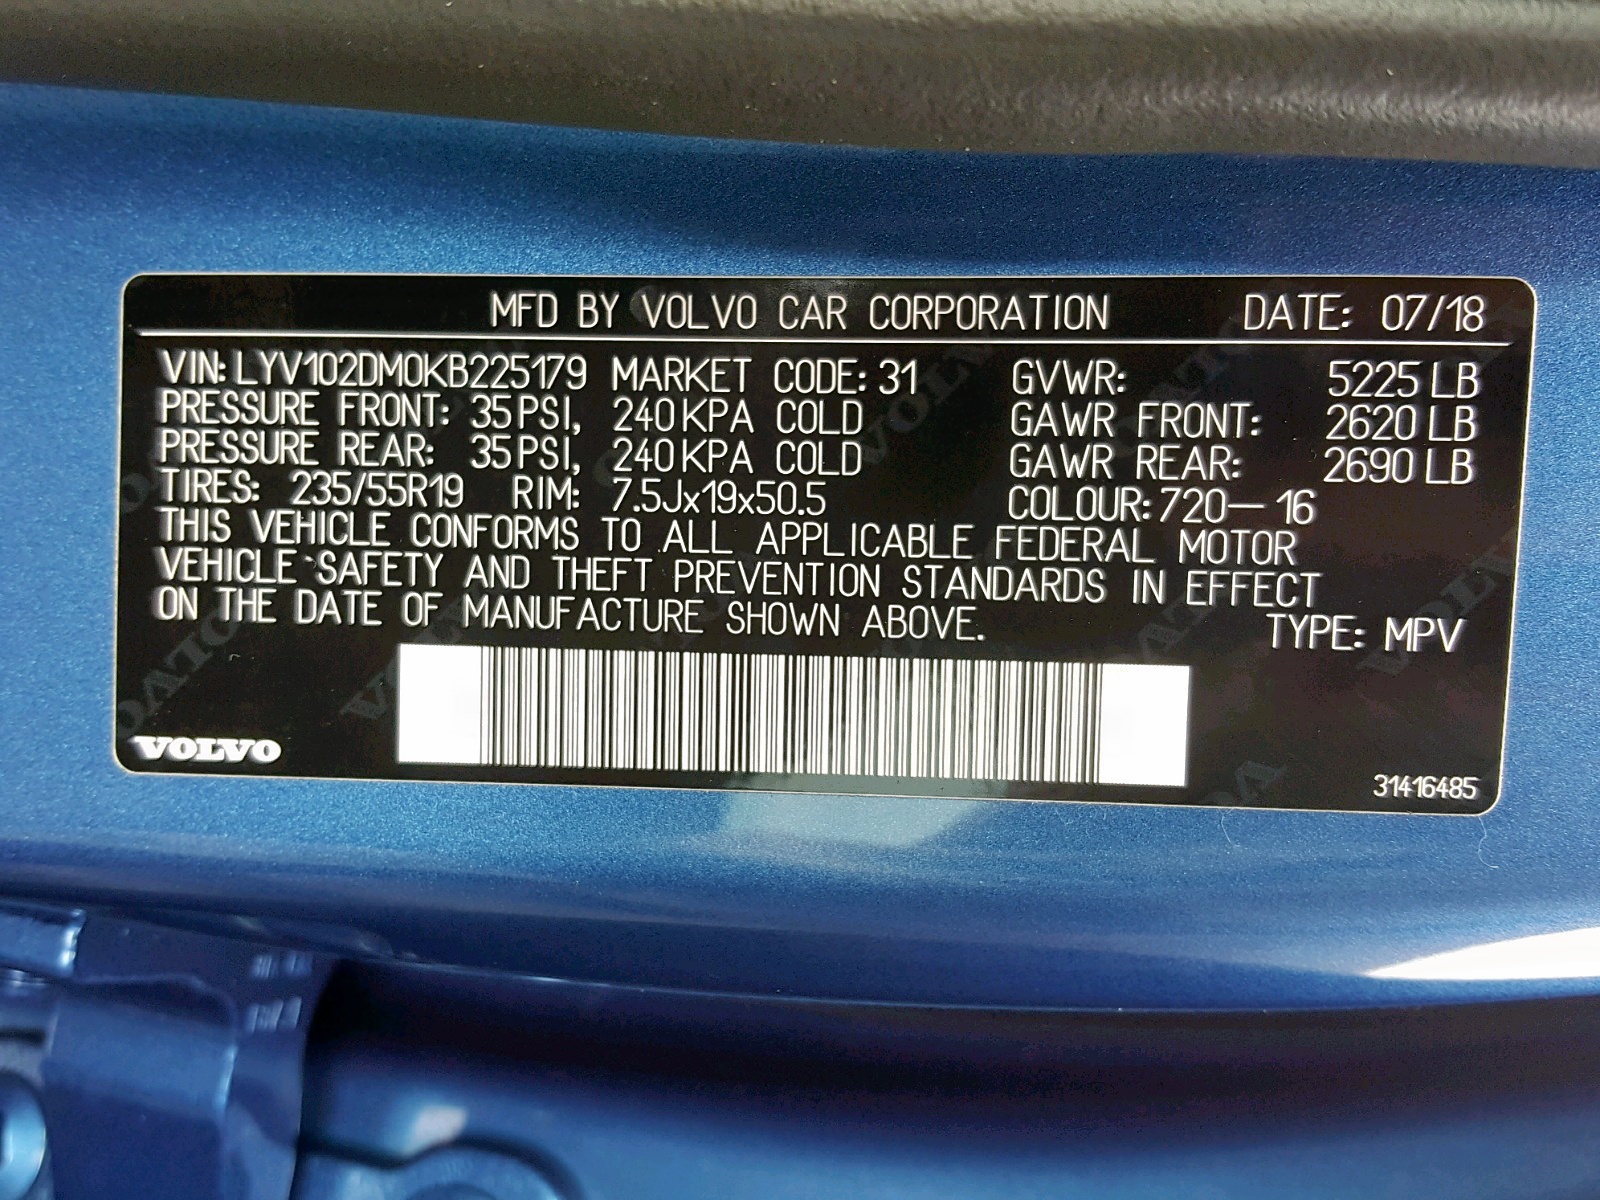 MFD BY VOLVO CAR CORPORATION DATE: 07/18
VIN: LYV102DM0KB225179 MARKET CODE: 31 GVWR: 5225 LB
PRESSURE FRONT: 35 PSI, 240 KPA COLD GAWR FRONT: 2620 LB
PRESSURE REAR: 35 PSI, 240 KPA COLD GAWR REAR: 2690 LB
TIRES: 235/55R19 RIM: 7.5Jx19x50.5 COLOUR: 720-16
THIS VEHICLE CONFORMS TO ALL APPLICABLE FEDERAL MOTOR
VEHICLE SAFETY AND THEFT PREVENTION STANDARDS IN EFFECT
ON THE DATE OF MANUFACTURE SHOWN ABOVE. TYPE: MPV
VOLVO
31416485